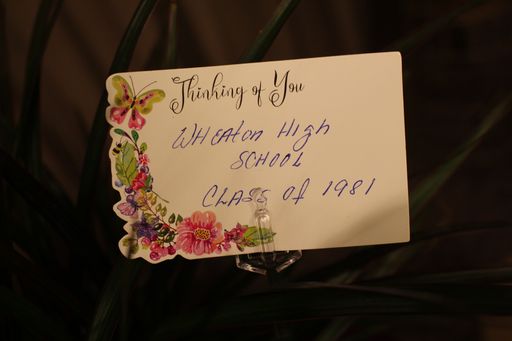 Thinking of You
WHEATON HIGH
SCHOOL
CLASS OF 1981